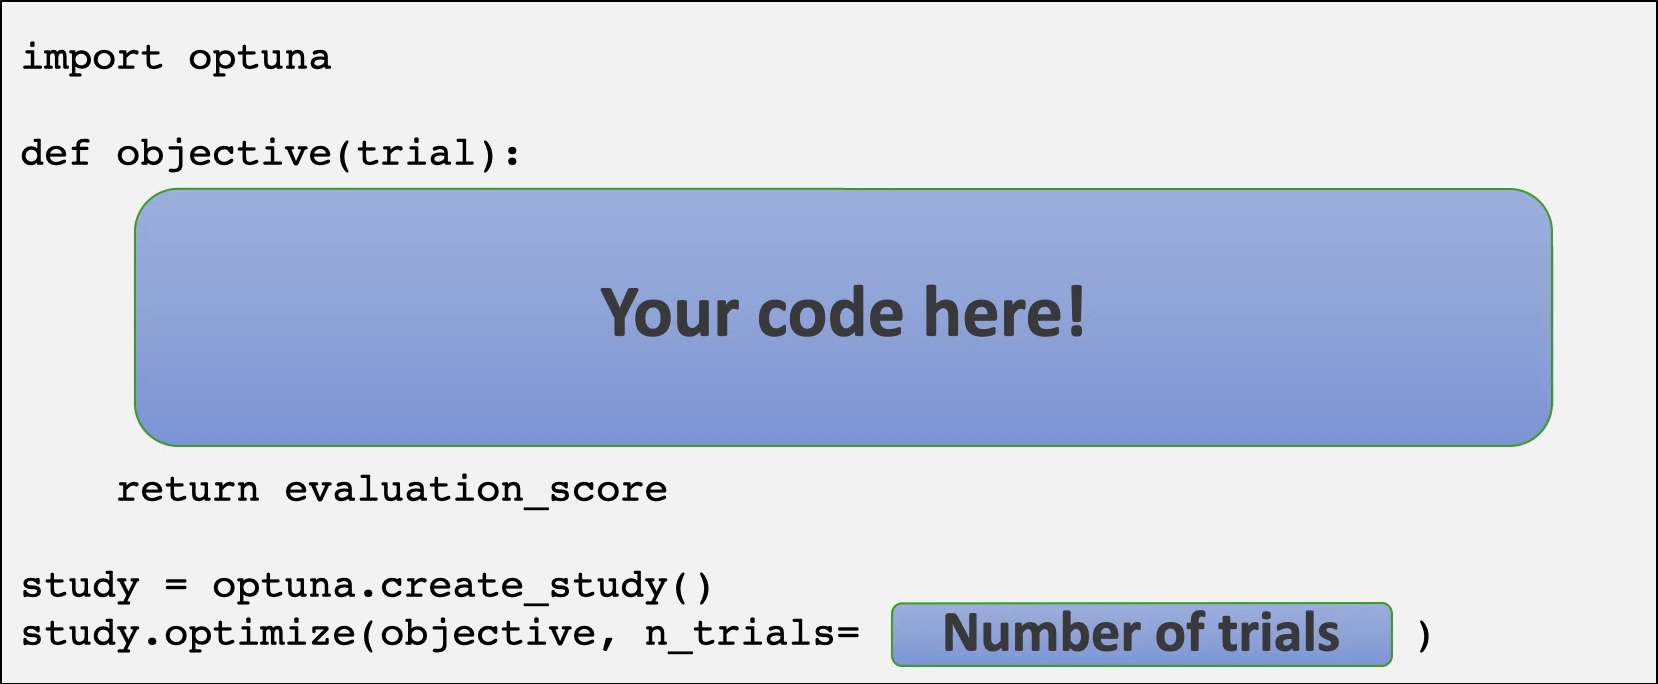 import optuna
def objective(trial):
Your code here!
return evaluation_score
study = optuna.create_study()
study.optimize(objective, n_trials= Number of trials )